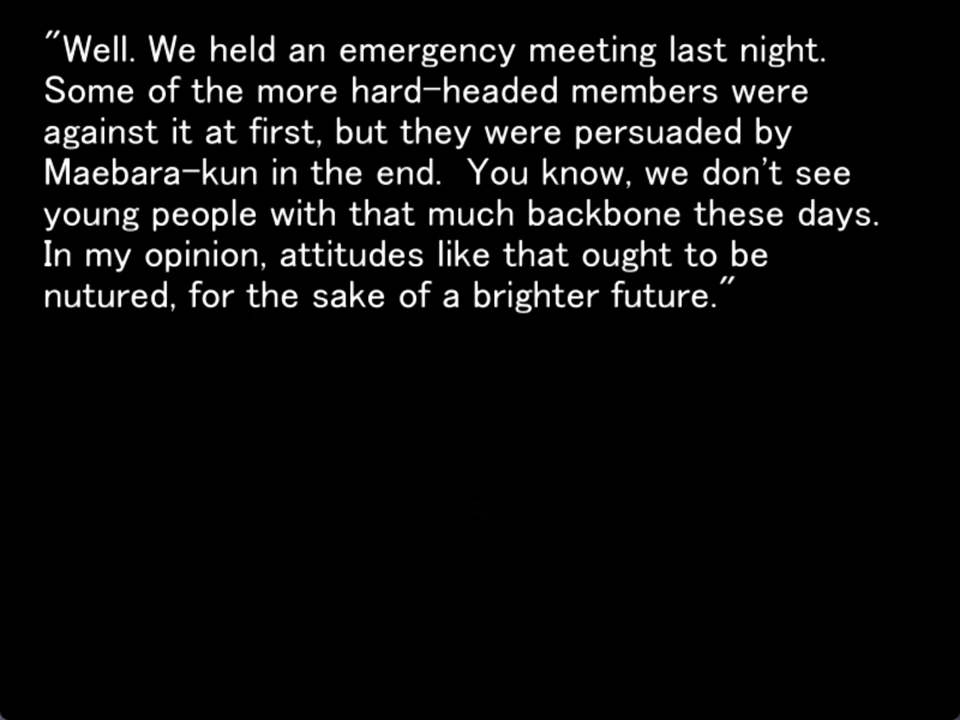 "Well. We held an emergency meeting last night.
Some of the more hard-headed members were
against it at first, but they were persuaded by
Maebara-kun in the end.  You know, we don't see
young people with that much backbone these days.
In my opinion, attitudes like that ought to be
nutured, for the sake of a brighter future."